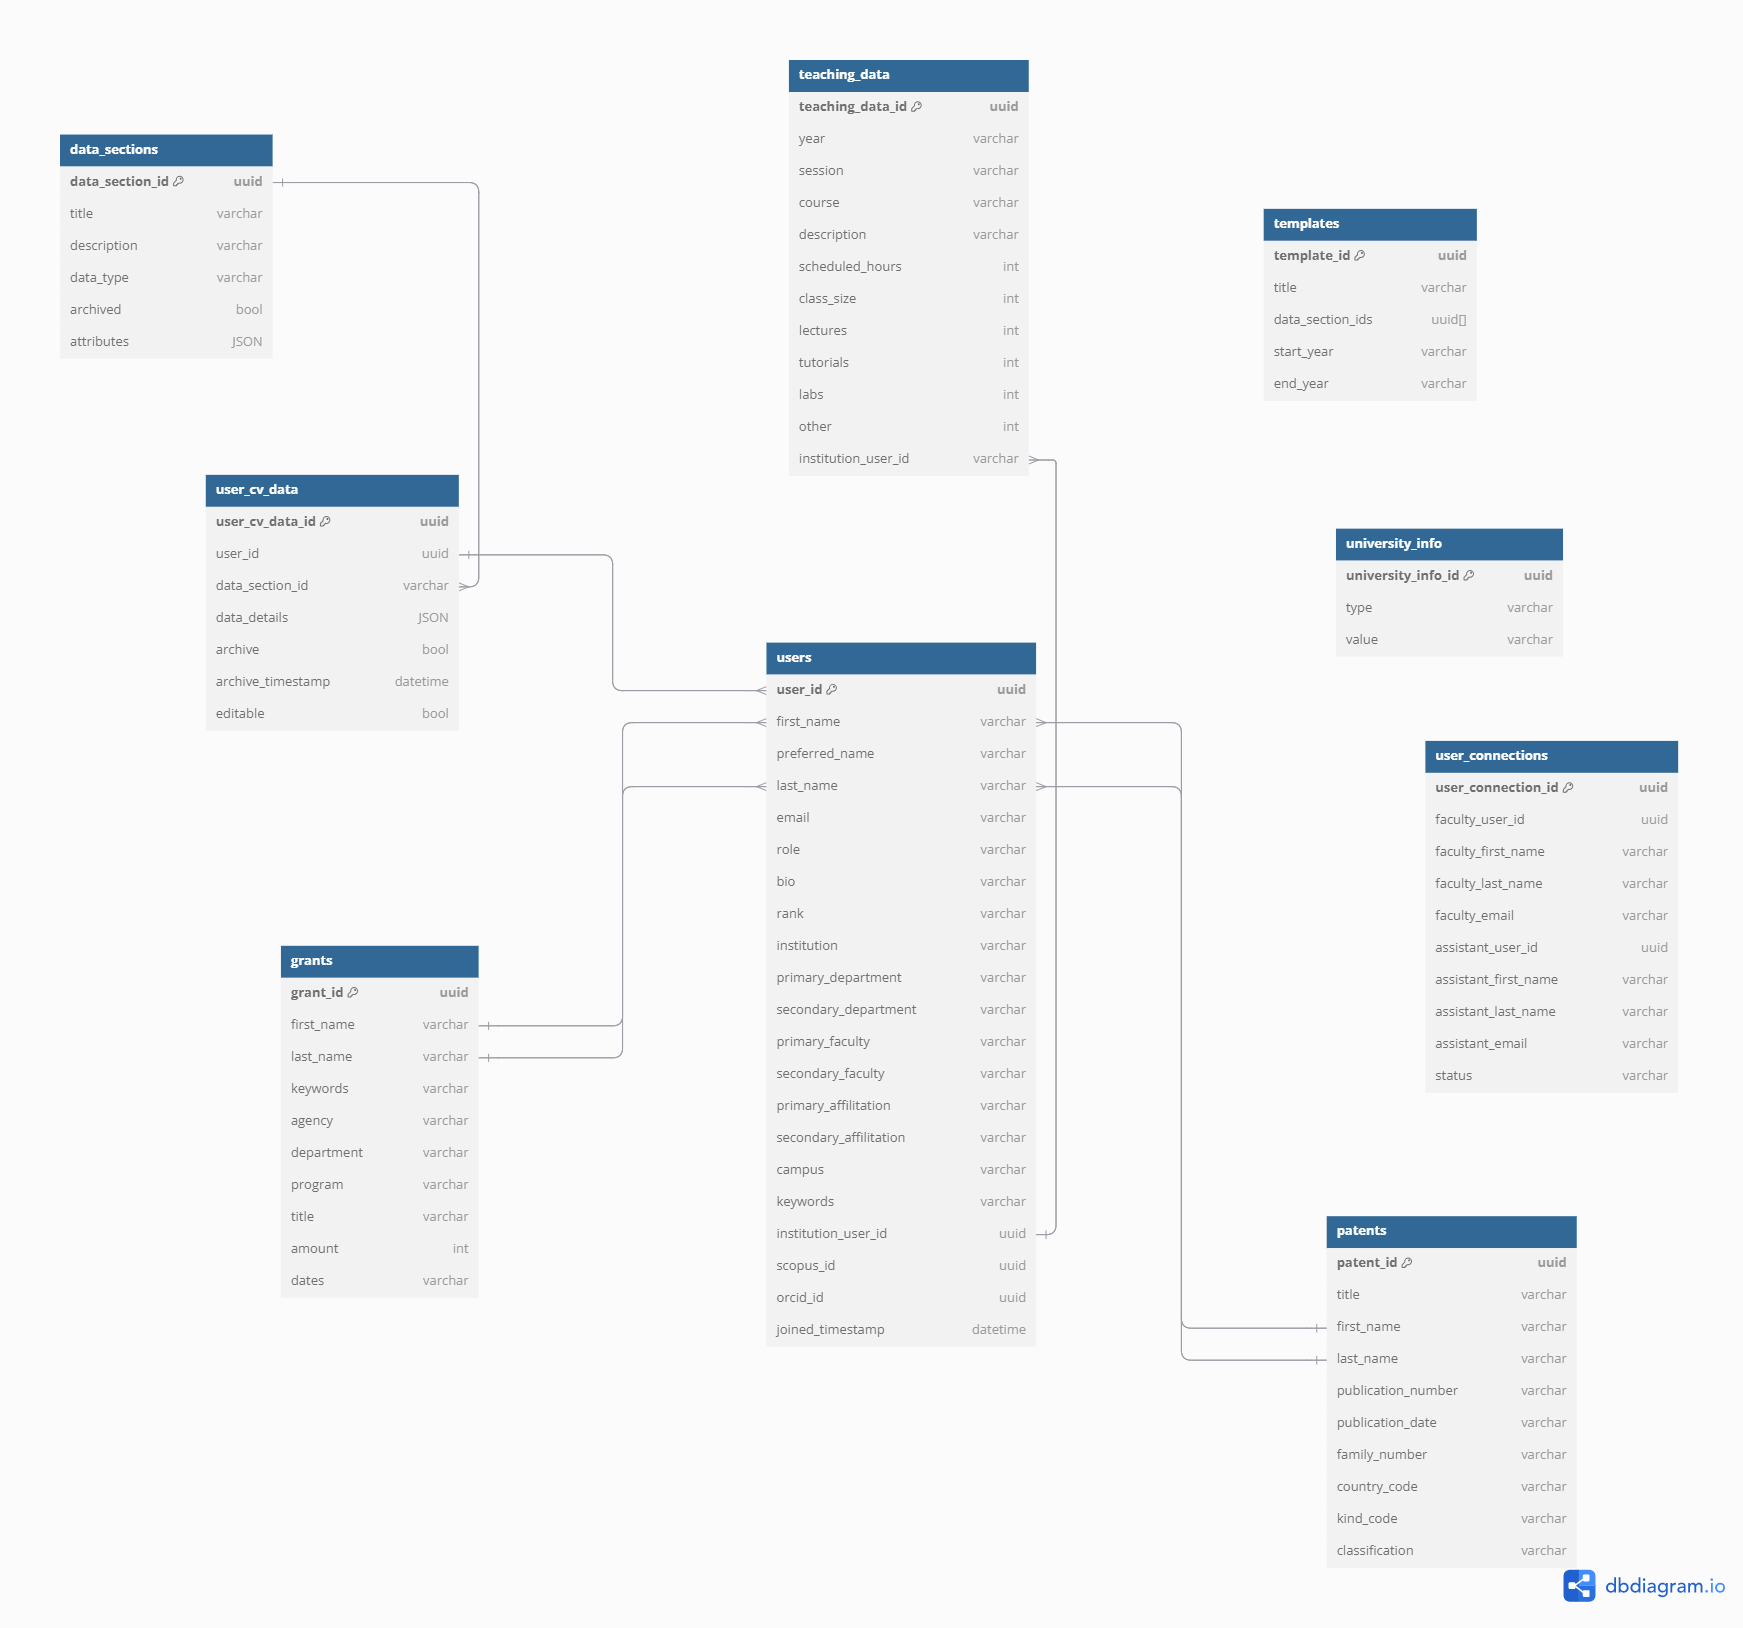 teaching_data
teaching_data_id uuid
year varchar
session varchar
course varchar
description varchar
scheduled_hours int
class_size int
lectures int
tutorials int
labs int
other int
institution_user_id varchar
data_sections
data_section_id uuid
title varchar
description varchar
data_type varchar
archived bool
attributes JSON
templates
template_id uuid
title varchar
data_section_ids uuid[]
start_year varchar
end_year varchar
user_cv_data
user_cv_data_id uuid
user_id uuid
data_section_id varchar
data_details JSON
archive bool
archive_timestamp datetime
editable bool
university_info
university_info_id uuid
type varchar
value varchar
users
user_id uuid
first_name varchar
preferred_name varchar
last_name varchar
email varchar
role varchar
bio varchar
rank varchar
institution varchar
primary_department varchar
secondary_department varchar
primary_faculty varchar
secondary_faculty varchar
primary_affilitation varchar
secondary_affilitation varchar
campus varchar
keywords varchar
institution_user_id uuid
scopus_id uuid
orcid_id uuid
joined_timestamp datetime
user_connections
user_connection_id uuid
faculty_user_id uuid
faculty_first_name varchar
faculty_last_name varchar
faculty_email varchar
assistant_user_id uuid
assistant_first_name varchar
assistant_last_name varchar
assistant_email varchar
status varchar
grants
grant_id uuid
first_name varchar
last_name varchar
keywords varchar
agency varchar
department varchar
program varchar
title varchar
amount int
dates varchar
patents
patent_id uuid
title varchar
first_name varchar
last_name varchar
publication_number varchar
publication_date varchar
family_number varchar
country_code varchar
kind_code varchar
classification varchar
dbdiagram.io